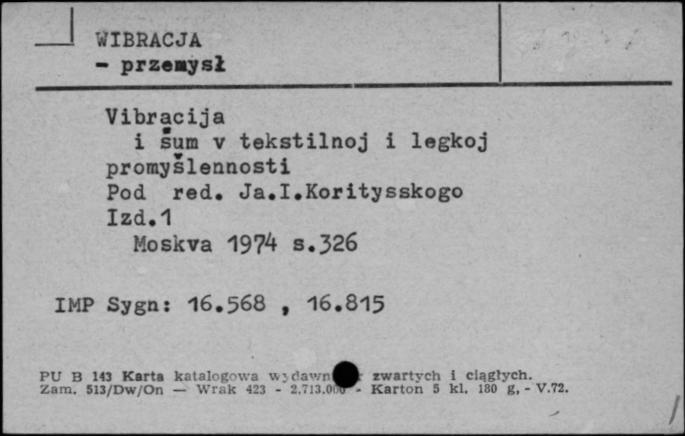 WIBRACJA
- przemysł
Vibracija
i šum v tekstilnoj i legkoj
promyšlennosti
Pod red. Ja.I.Koritysskogo
Izd.1
Moskva 1974 s.326
IMP Sygn: 16.568 , 16.815
PU B 143 Karta katalogowa wydawn zwartych i ciągłych.
Zam. 513/Dw/On — Wrak 423 - 2.713.000 - Karton 5 kl. 180 g, - V.72.